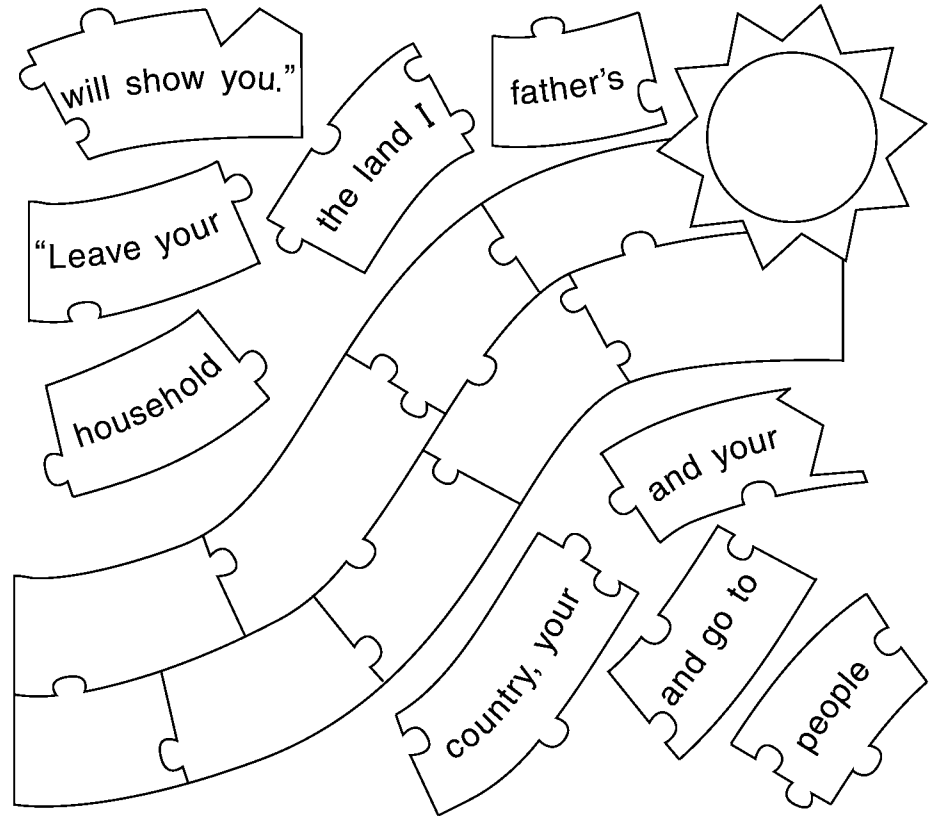 will show you.”
the land I
father’s
“Leave your
household
and your
country, your
and go to
people